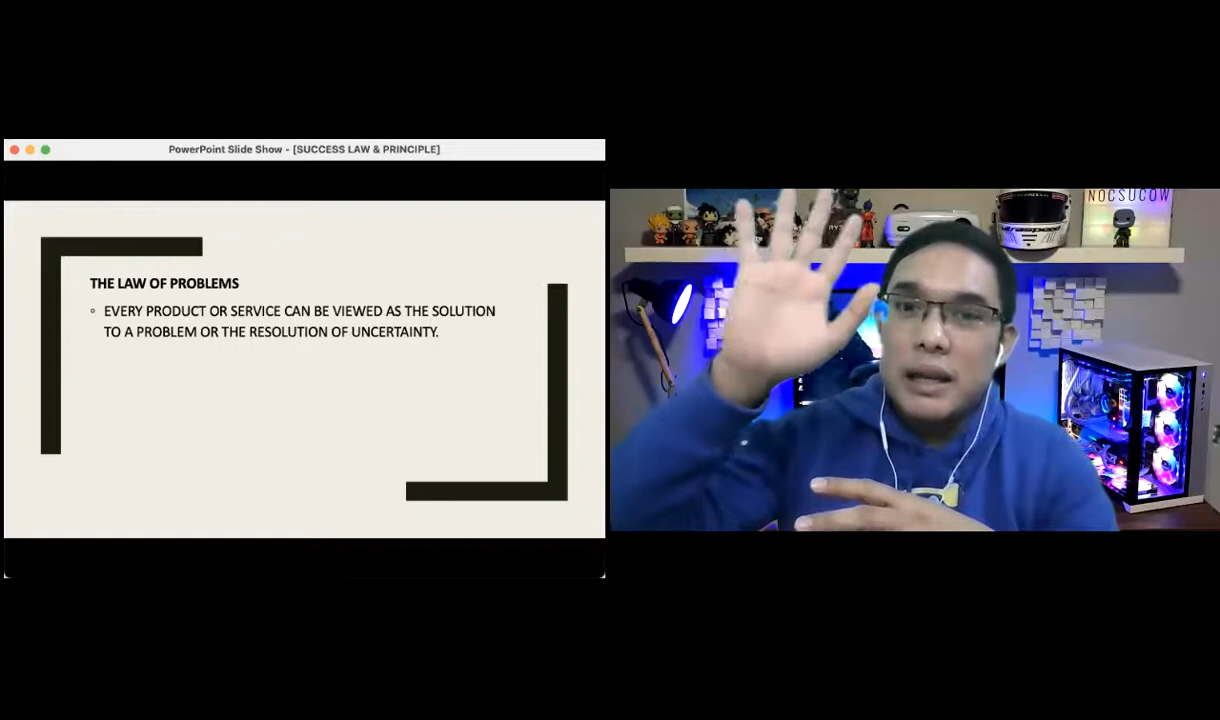 PowerPoint Slide Show - [SUCCESS LAW & PRINCIPLE]
THE LAW OF PROBLEMS
◦ EVERY PRODUCT OR SERVICE CAN BE VIEWED AS THE SOLUTION
TO A PROBLEM OR THE RESOLUTION OF UNCERTAINTY.
NOCSUCOW